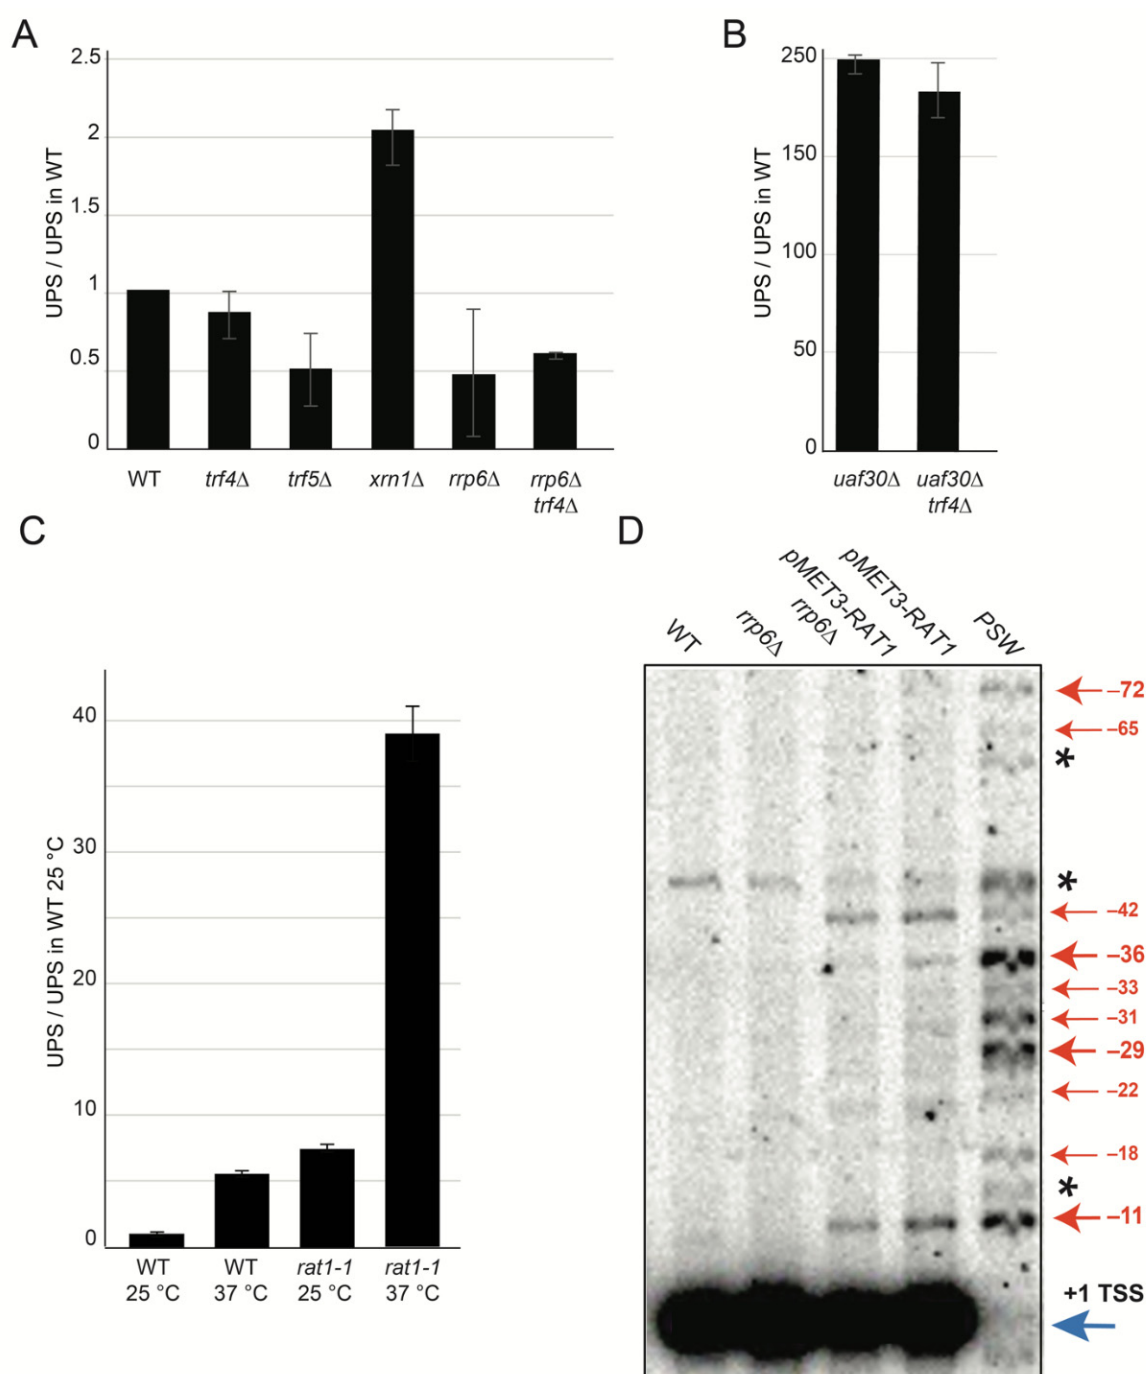 A
UPS / UPS in WT
2.5
2
1.5
1
0.5
0
WT
trf4Δ
trf5Δ
xrn1Δ
rrp6Δ
rrp6Δ
trf4Δ
B
UPS / UPS in WT
250
150
100
50
0
uaf30Δ
uaf30Δ
trf4Δ
C
UPS / UPS in WT 25 °C
40
30
20
10
0
WT
25 °C
WT
37 °C
rat1-1
25 °C
rat1-1
37 °C
D
WT
rrp6Δ
pMET3-RAT1
rrp6Δ
pMET3-RAT1
PSW
–72
–65
*
*
–42
–36
–33
–31
–29
–22
–18
*
–11
+1 TSS